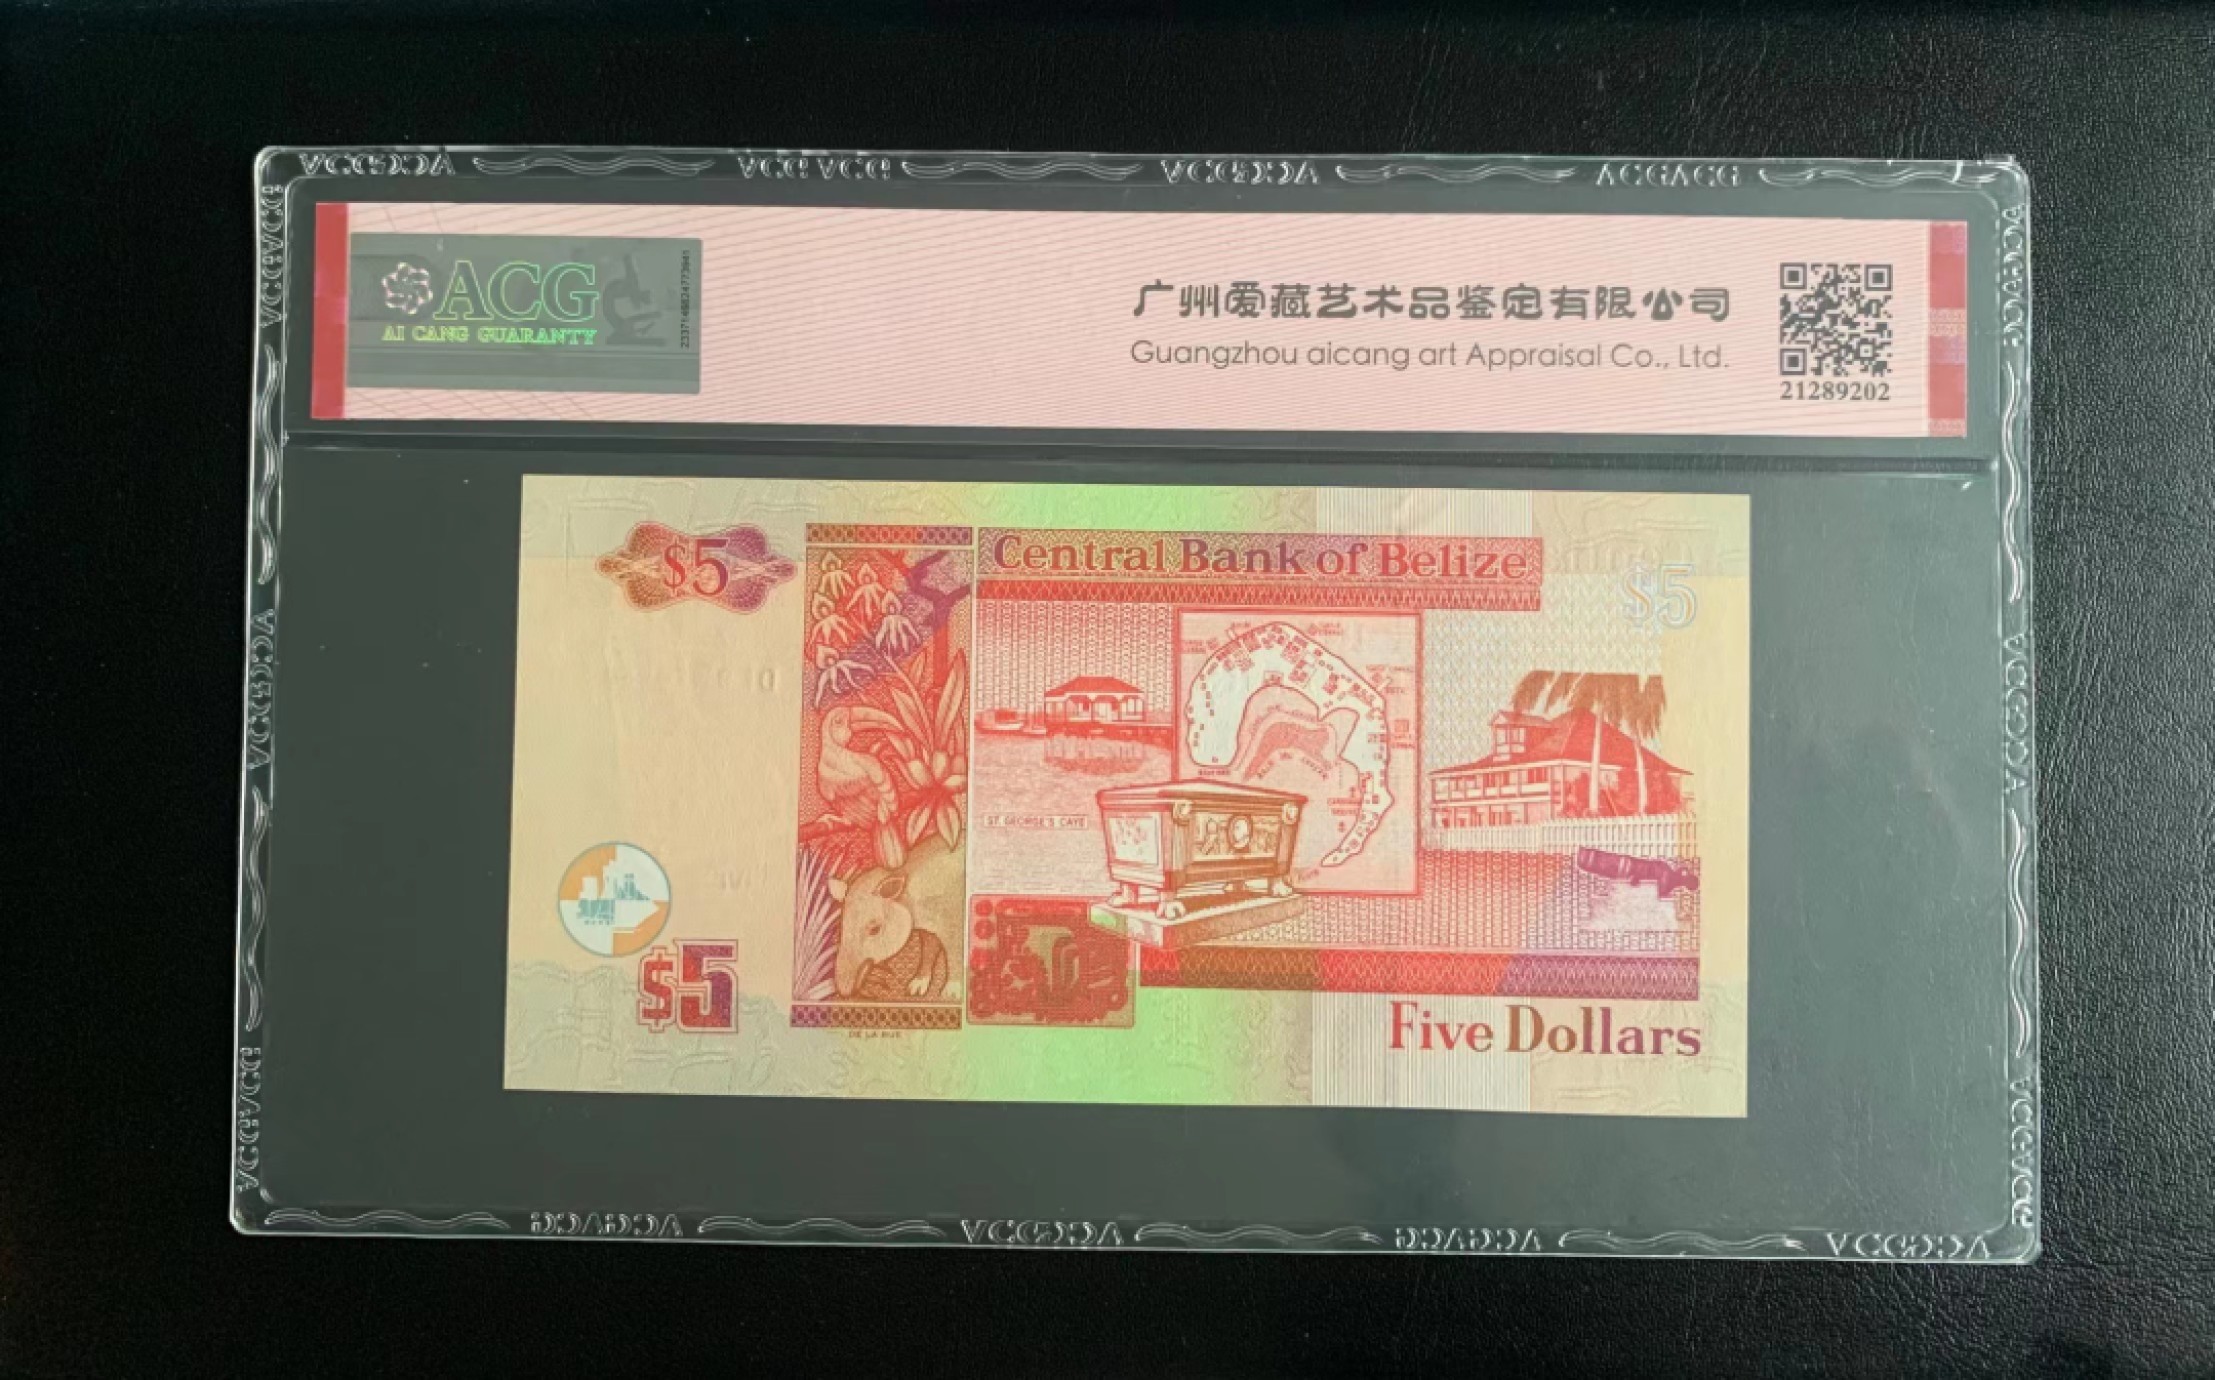 ACG
AI CANG GUARANTY
广州爱藏艺术品鉴定有限公司
Guangzhou aicang art Appraisal Co., Ltd.
21289202
$5
Central Bank of Belize
$5
ST. GEORGE'S CAYE
$5
DE LA RUE
Five Dollars